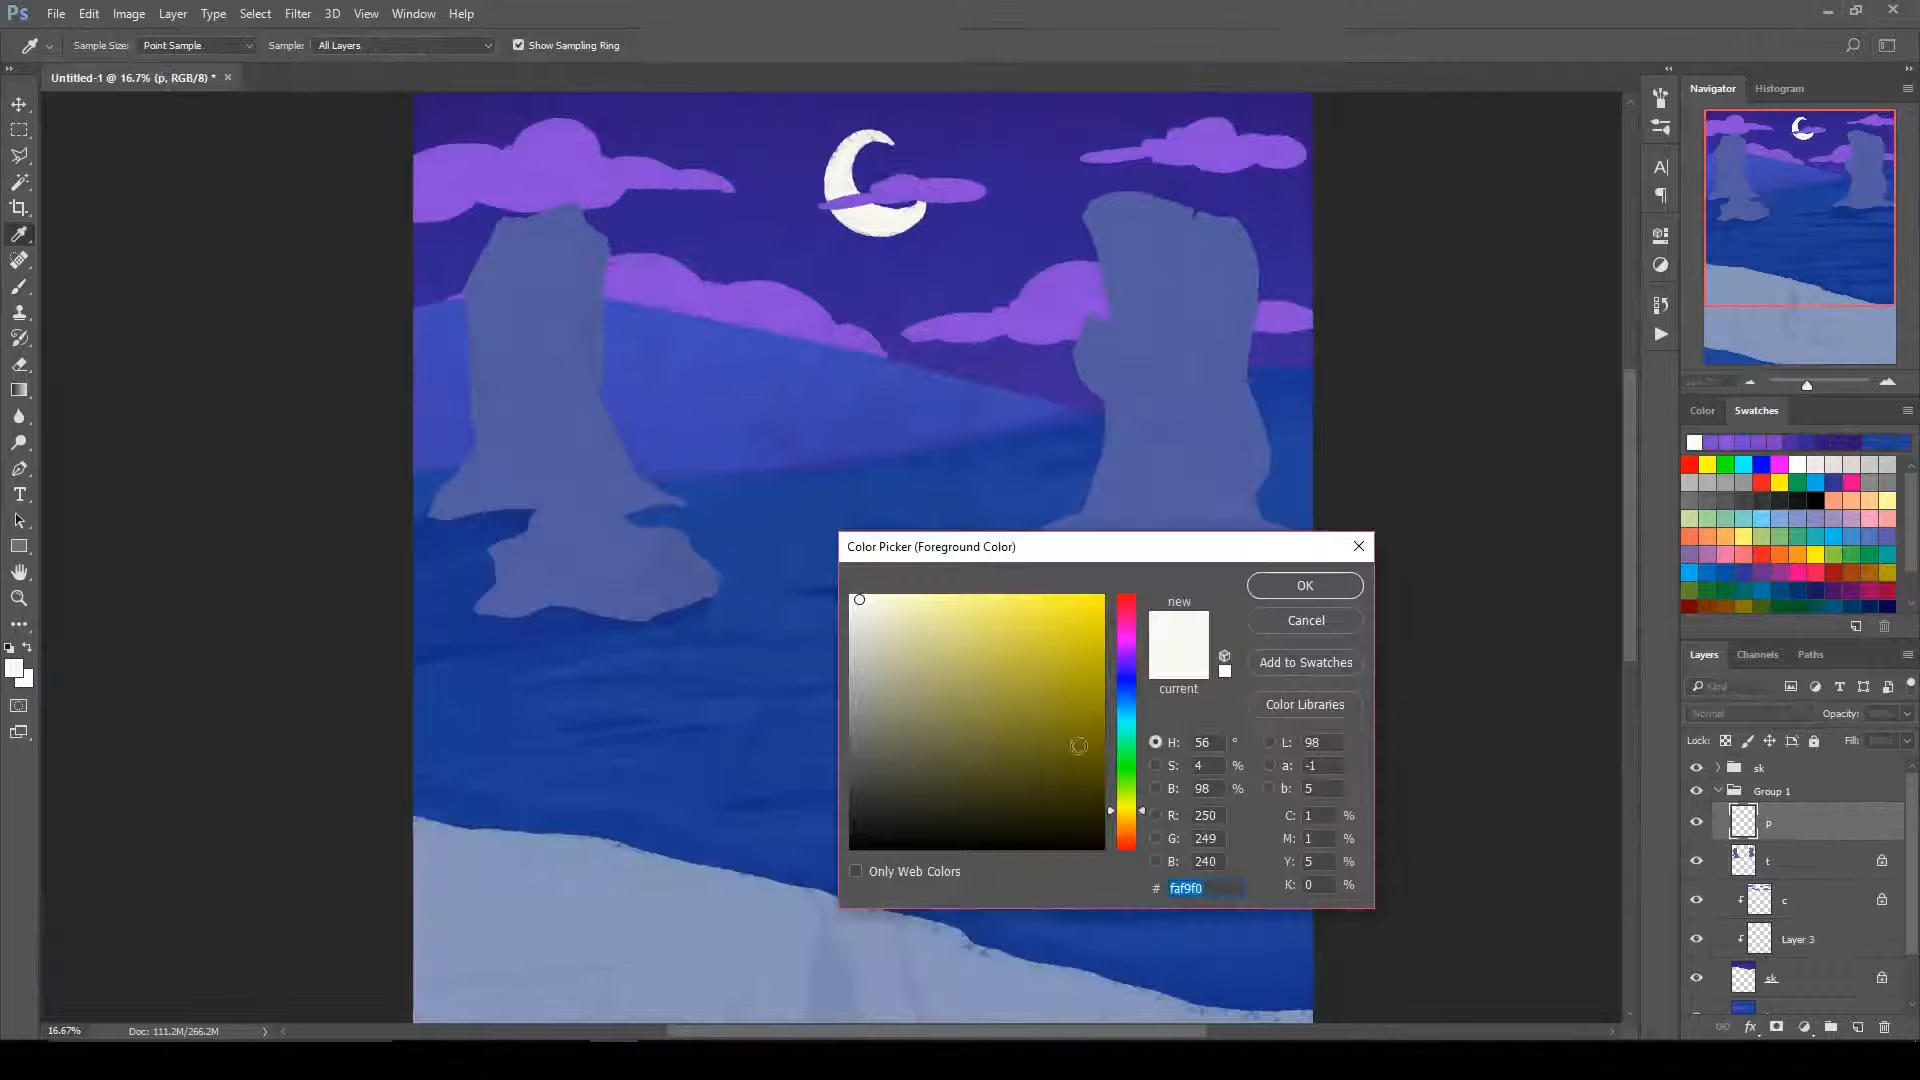 Ps File Edit Image Layer Type Select Filter 3D View Window Help
Sample Size: Point Sample Sample: All Layers Show Sampling Ring
Untitled-1 @ 16.7% (p, RGB/8) *
Navigator Histogram
Color Swatches
Color Picker (Foreground Color)
new
current
OK
Cancel
Add to Swatches
Color Libraries
H: 56 °
S: 4 %
B: 98 %
R: 250
G: 249
B: 240
# faf9f0
L: 98
a: -1
b: 5
C: 1 %
M: 1 %
Y: 5 %
K: 0 %
Only Web Colors
Layers Channels Paths
Kind
Normal Opacity:
Lock: Fill:
sk
Group 1
p
t
c
Layer 3
sk
16.67% Doc: 111.2M/266.2M